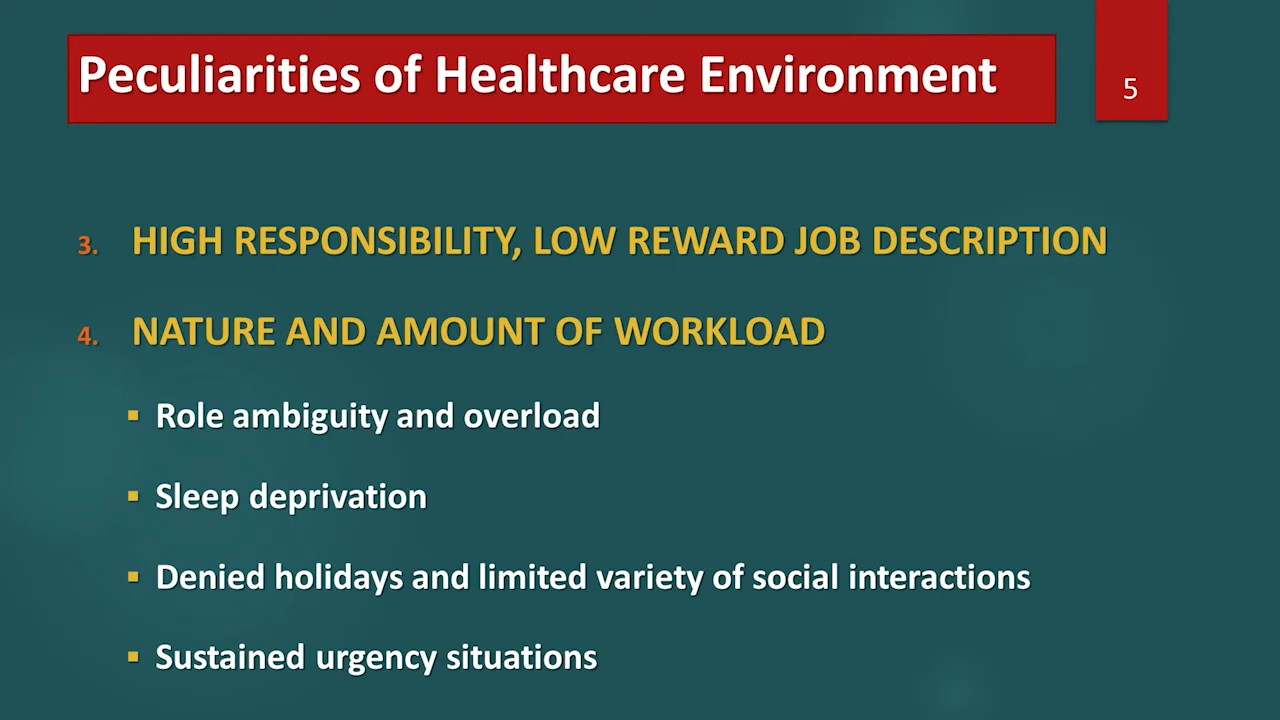 Peculiarities of Healthcare Environment
5
3. HIGH RESPONSIBILITY, LOW REWARD JOB DESCRIPTION
4. NATURE AND AMOUNT OF WORKLOAD
▪ Role ambiguity and overload
▪ Sleep deprivation
▪ Denied holidays and limited variety of social interactions
▪ Sustained urgency situations